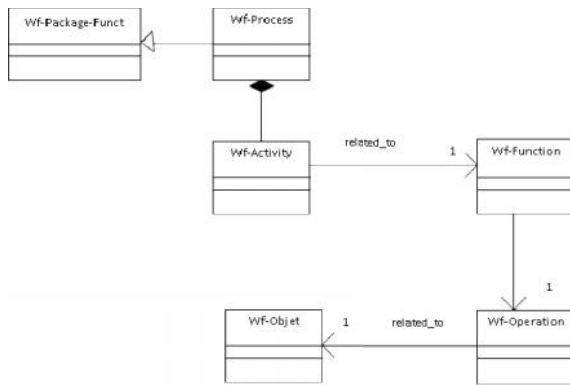 Wf-Package-Funct
Wf-Process
Wf-Activity
related_to
1
Wf-Function
1
Wf-Objet
1
related_to
Wf-Operation